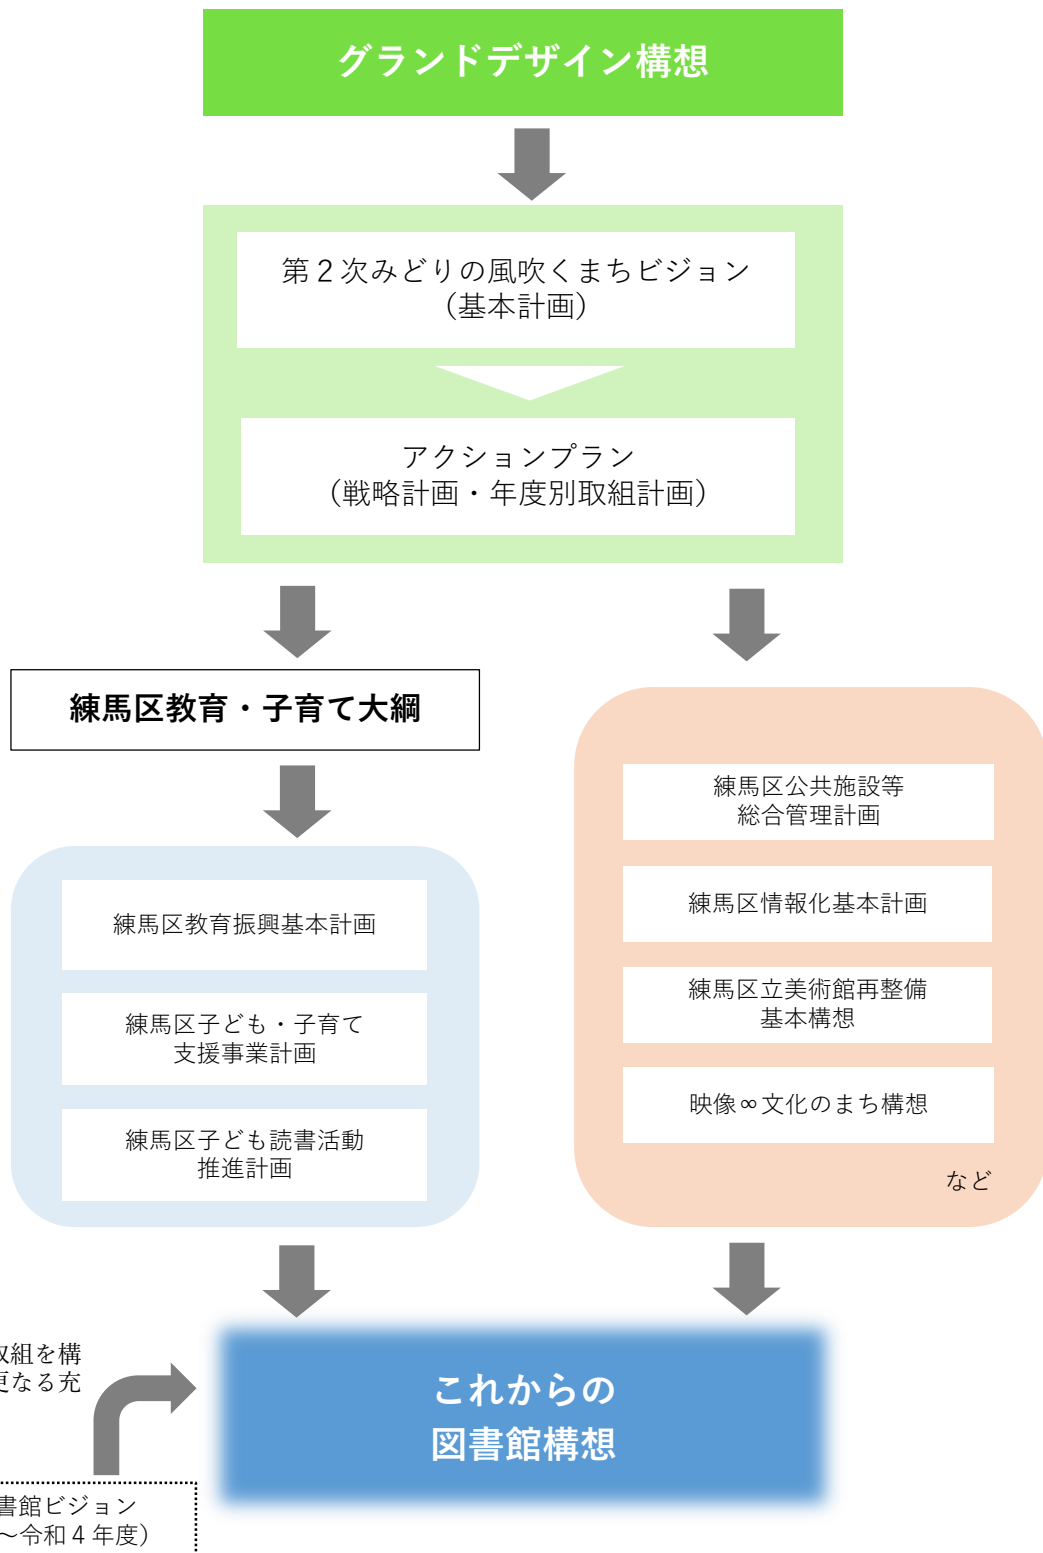 グランドデザイン構想
第２次みどりの風吹くまちビジョン
（基本計画）
アクションプラン
（戦略計画・年度別取組計画）
練馬区教育・子育て大綱
練馬区教育振興基本計画
練馬区子ども・子育て
支援事業計画
練馬区子ども読書活動
推進計画
練馬区公共施設等
総合管理計画
練馬区情報化基本計画
練馬区立美術館再整備
基本構想
映像∞文化のまち構想
など
取組を構
更なる充
これからの
図書館構想
書館ビジョン
～令和４年度）